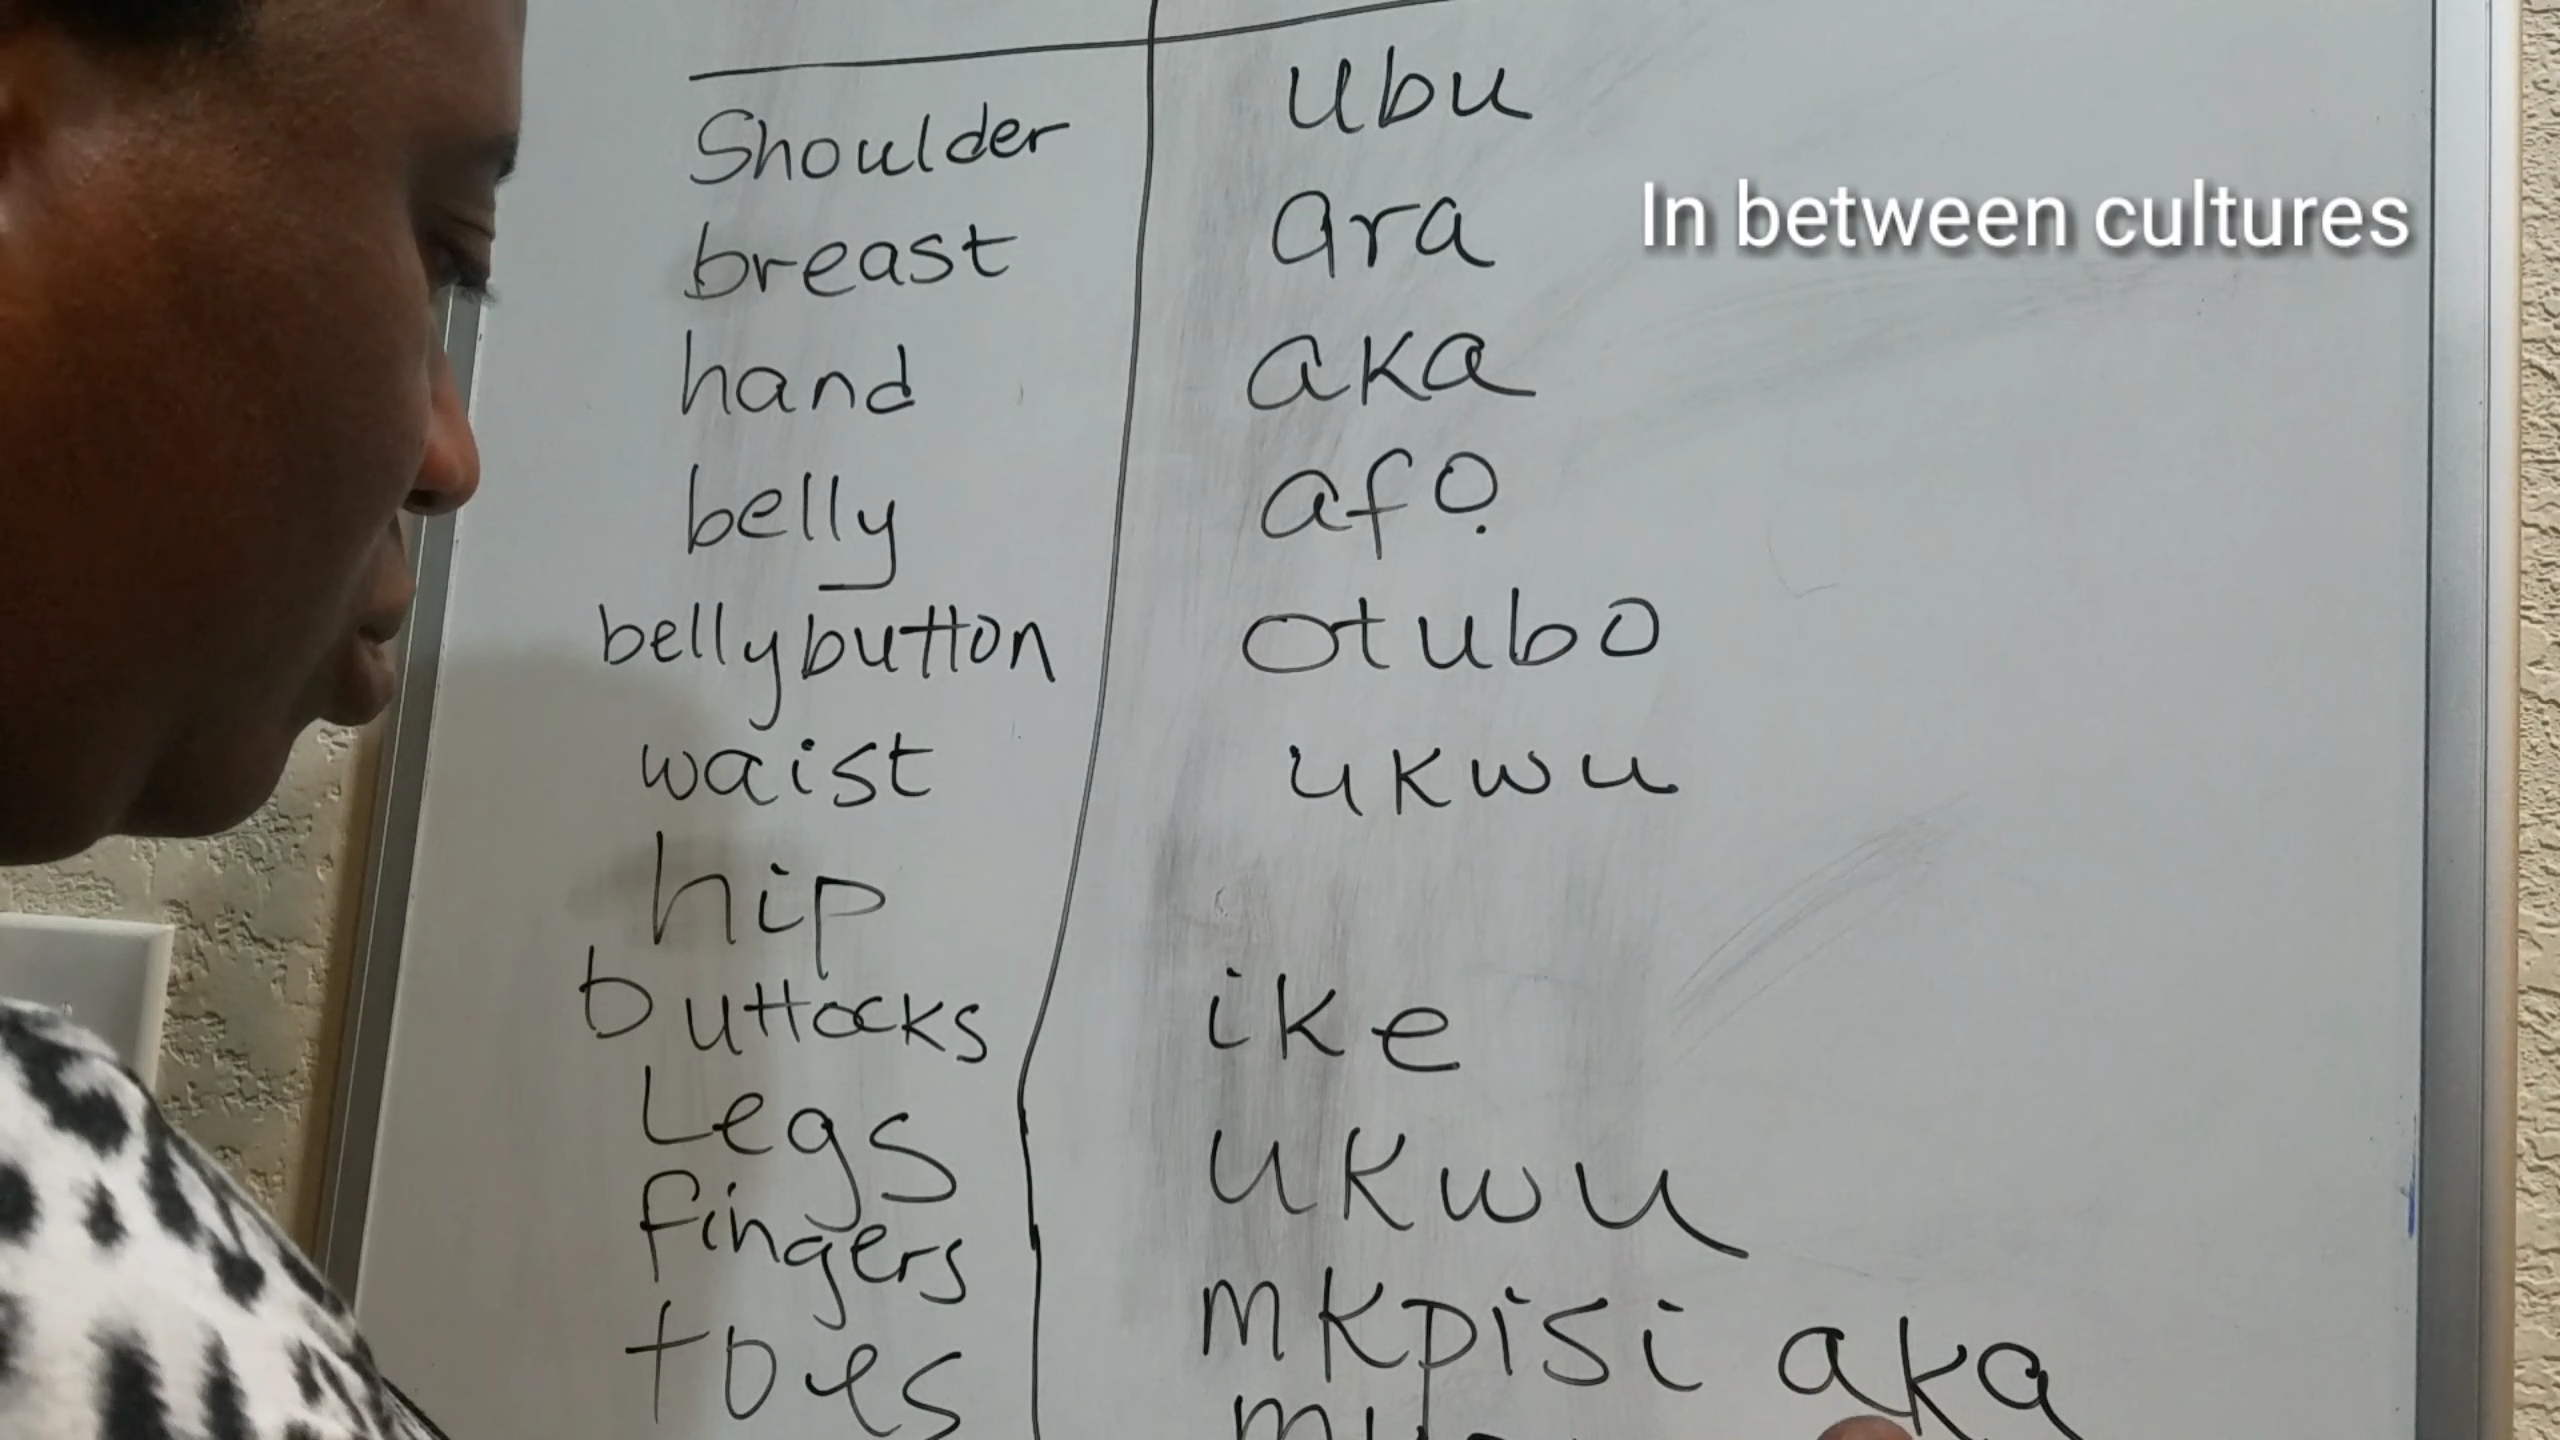 Shoulder ubu
breast ara
In between cultures
hand aka
belly afọ
bellybutton otubo
waist ukwu
hip
buttocks ike
Legs ukwu
fingers mkpisi aka
toes